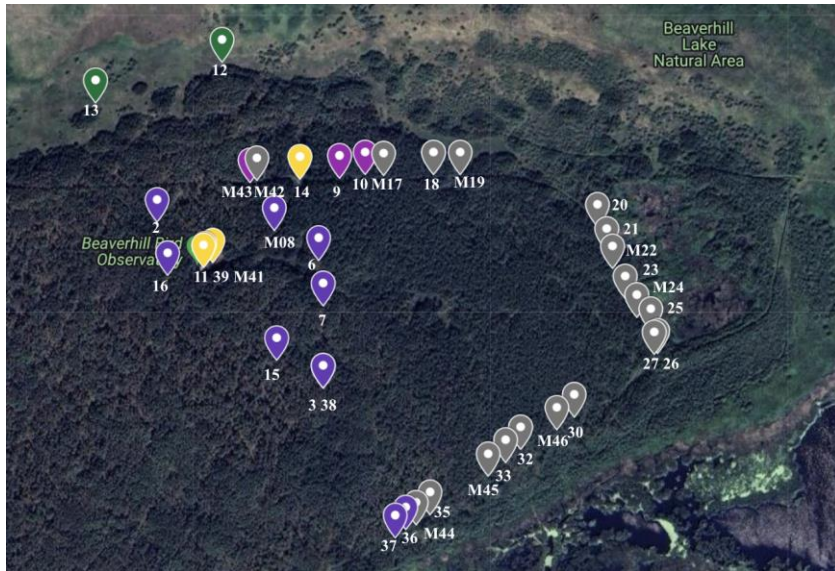 Beaverhill
Lake
Natural Area
12
13
M43 M42 14 9 10 M17 18 M19
2
M08
20
21
Beaverhill Bird
Observatory
6
M22
11 39 M41
16
23
M24
7
25
15
27 26
3 38
30
M46
32
33
M45
35
M44
36
37